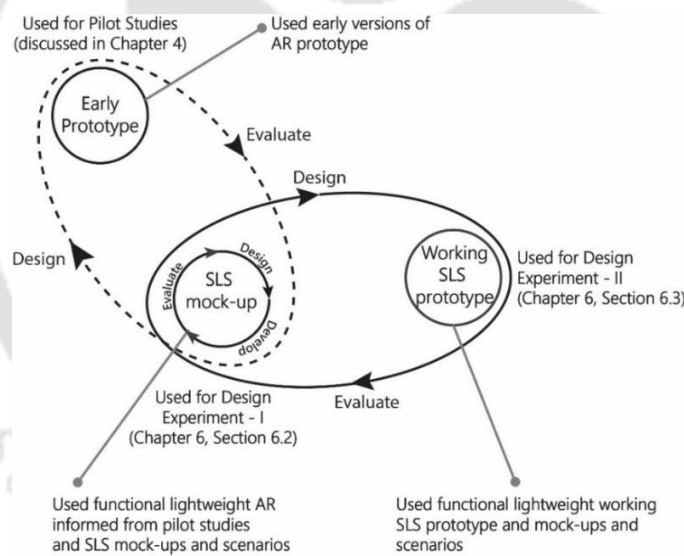 Used for Pilot Studies
(discussed in Chapter 4)
Used early versions of
AR prototype
Early
Prototype
Evaluate
Design
Design
Working
SLS
prototype
Used for Design
Experiment - II
(Chapter 6, Section 6.3)
Evaluate
Design
Develop
SLS
mock-up
Evaluate
Used for Design
Experiment - I
(Chapter 6, Section 6.2)
Used functional lightweight AR
informed from pilot studies
and SLS mock-ups and scenarios
Used functional lightweight working
SLS prototype and mock-ups and
scenarios